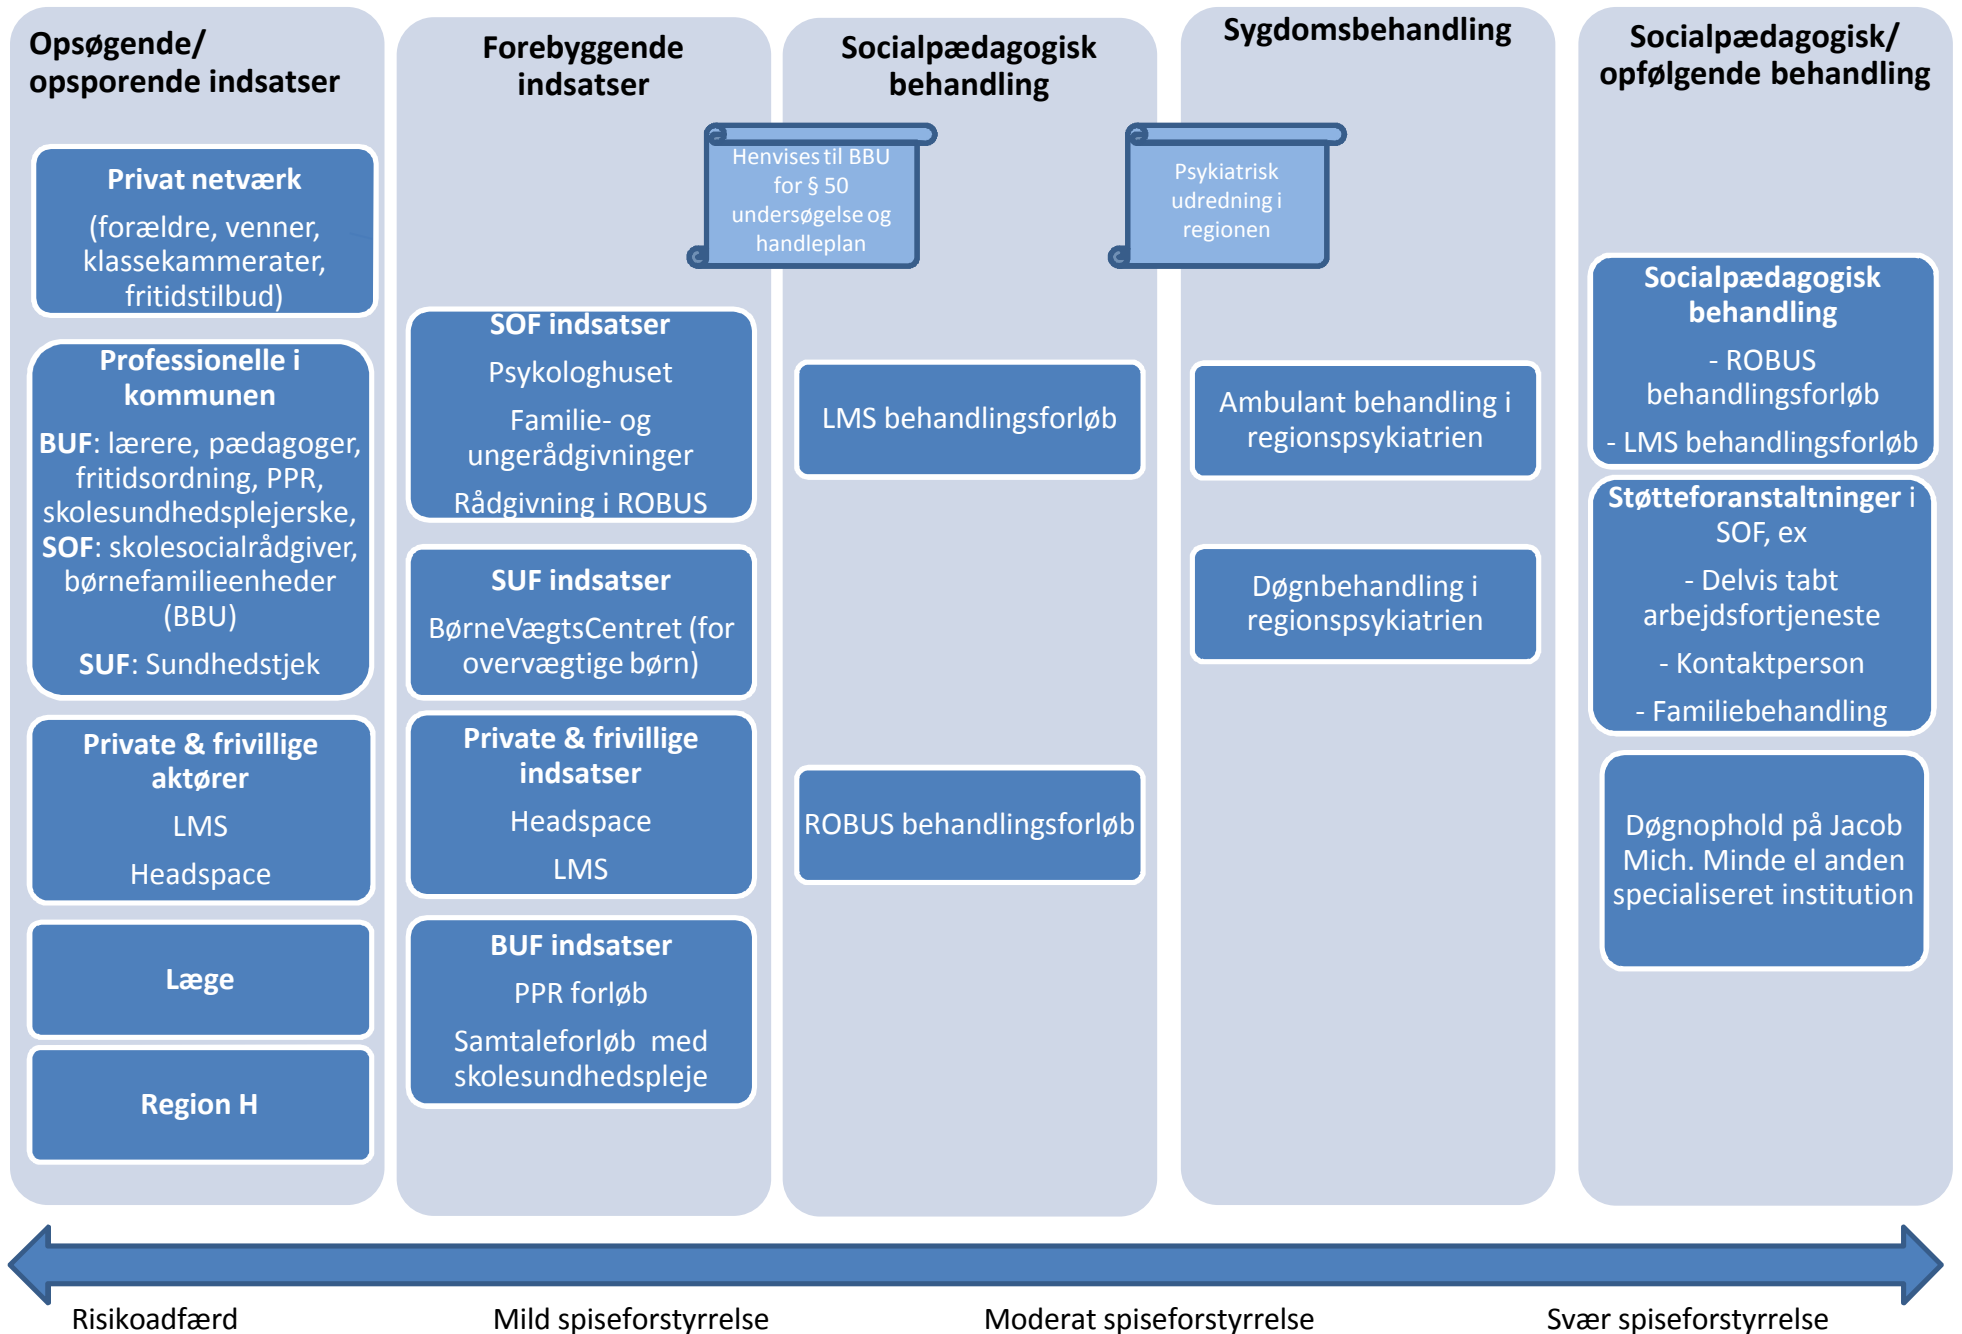 Opsøgende/
opsporende indsatser
Privat netværk
(forældre, venner,
klassekammerater,
fritidstilbud)
Professionelle i
kommunen
BUF: lærere, pædagoger,
fritidsordning, PPR,
skolesundhedsplejerske,
SOF: skolesocialrådgiver,
børnefamilieenheder
(BBU)
SUF: Sundhedstjek
Private & frivillige
aktører
LMS
Headspace
Læge
Region H
Forebyggende
indsatser
Henvises til BBU
for § 50
undersøgelse og
handleplan
SOF indsatser
Psykologhuset
Familie- og
ungerådgivninger
Rådgivning i ROBUS
SUF indsatser
BørneVægtsCentret (for
overvægtige børn)
Private & frivillige
indsatser
Headspace
LMS
BUF indsatser
PPR forløb
Samtaleforløb med
skolesundhedspleje
Socialpædagogisk
behandling
LMS behandlingsforløb
ROBUS behandlingsforløb
Psykiatrisk
udredning i
regionen
Sygdomsbehandling
Ambulant behandling i
regionspsykiatrien
Døgnbehandling i
regionspsykiatrien
Socialpædagogisk/
opfølgende behandling
Socialpædagogisk
behandling
- ROBUS
behandlingsforløb
- LMS behandlingsforløb
Støtteforanstaltninger i
SOF, ex
- Delvis tabt
arbejdsfortjeneste
- Kontaktperson
- Familiebehandling
Døgnophold på Jacob
Mich. Minde el anden
specialiseret institution
Risikoadfærd
Mild spiseforstyrrelse
Moderat spiseforstyrrelse
Svær spiseforstyrrelse